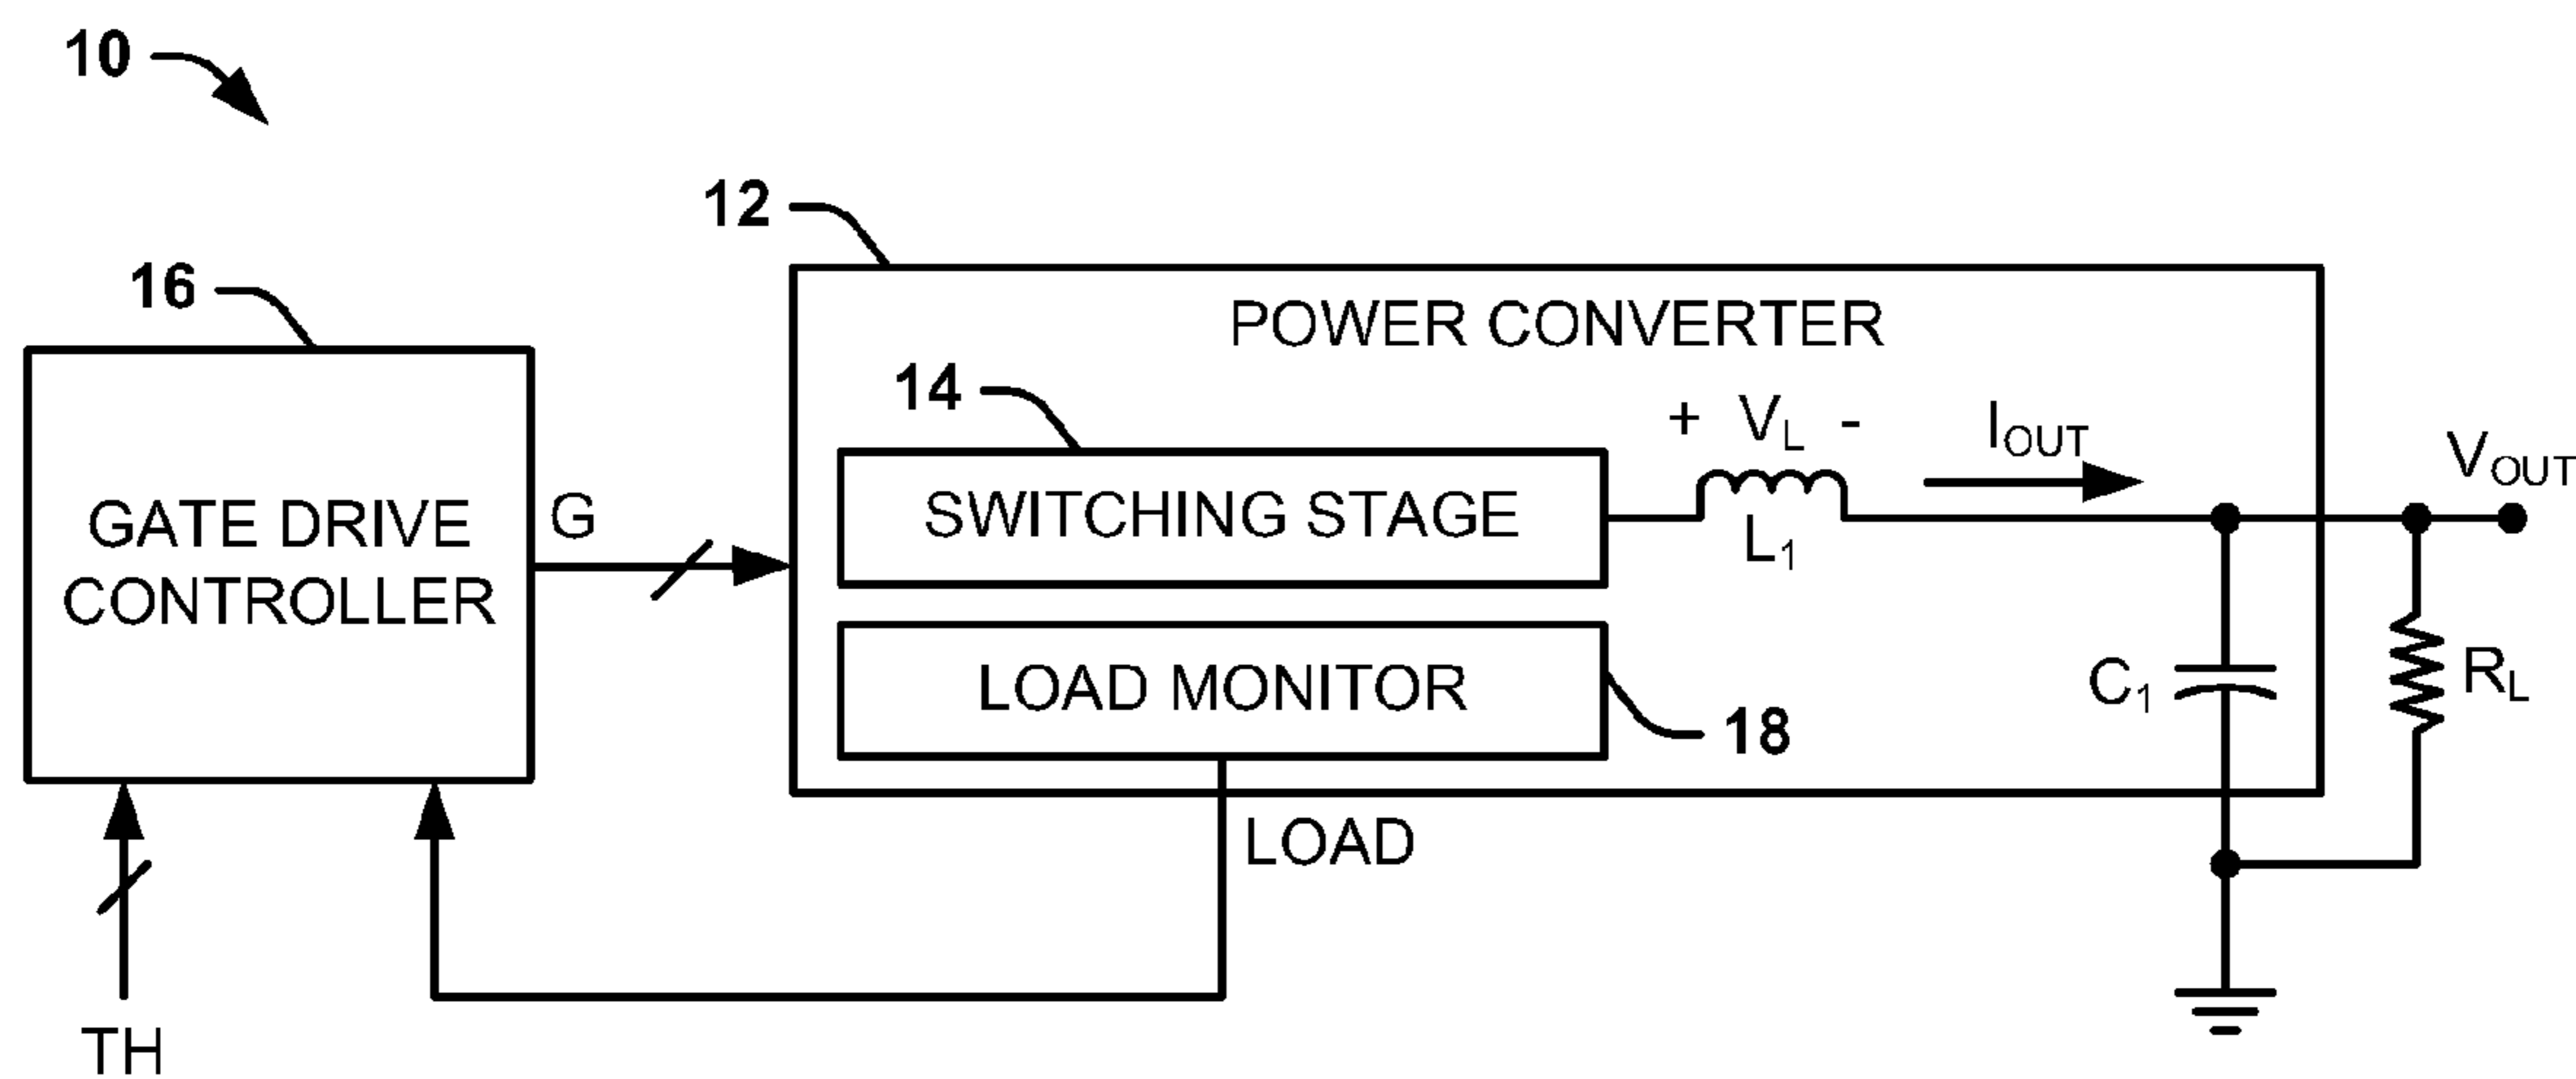 10
12
16
POWER CONVERTER
14
+ VL -
IOUT
VOUT
GATE DRIVE
CONTROLLER
G
SWITCHING STAGE
L1
LOAD MONITOR
18
C1
RL
LOAD
TH